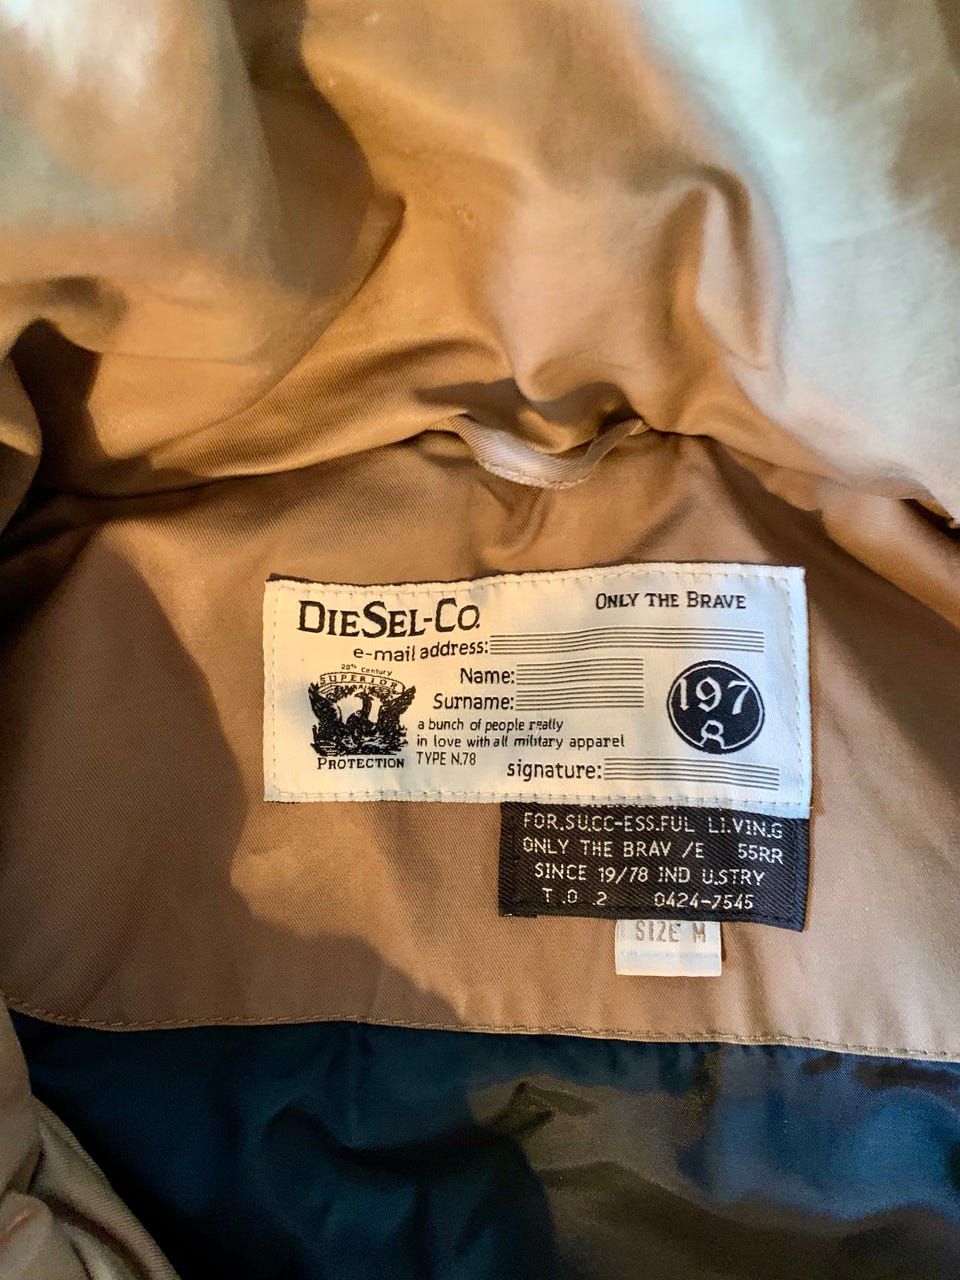 DIESEL-CO.
ONLY THE BRAVE
e-mail address:
20th Century
SUPERIOR
Name:
Surname:
197
8
a bunch of people really
in love with all military apparel
PROTECTION
TYPE N.78
signature:
FOR.SU.CC-ESS.FUL LI.VIN.G
ONLY THE BRAV /E 55RR
SINCE 19/78 IND U.STRY
T .O .2 0424-7545
SIZE M